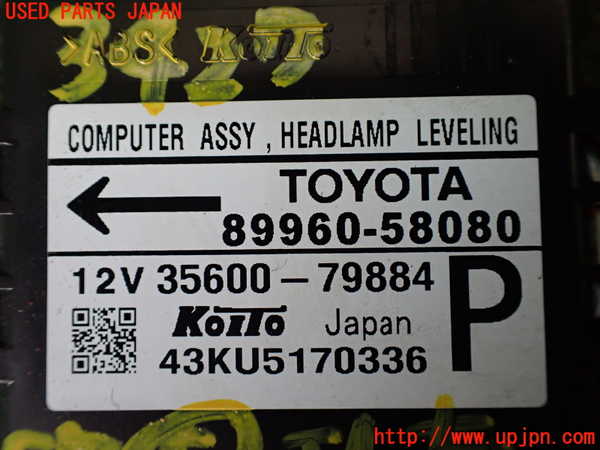 USED PARTS JAPAN
>ABS< KOITO
COMPUTER ASSY , HEADLAMP LEVELING
TOYOTA
89960-58080
12V 35600-79884 P
KOITO Japan
43KU5170336
http://www.upjpn.com/